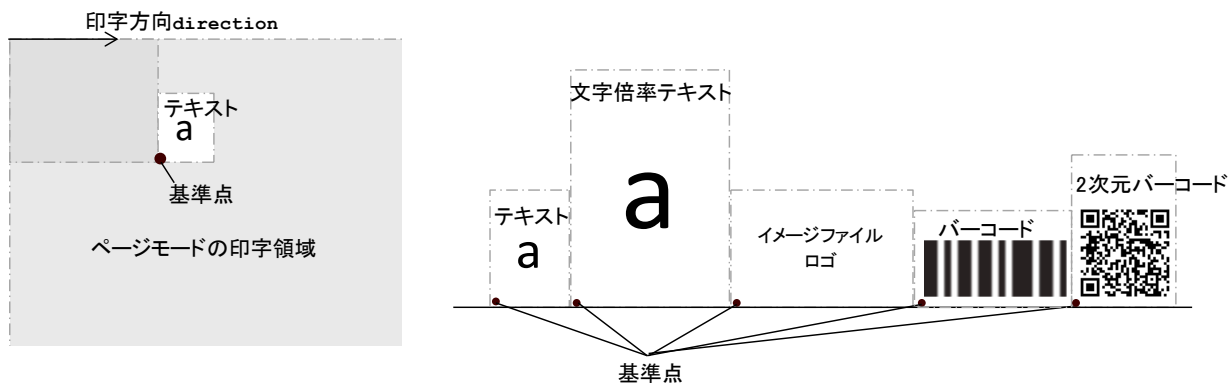 印字方向direction
テキスト
a
基準点
ページモードの印字領域
文字倍率テキスト
a
テキスト
a
イメージファイル
ロゴ
バーコード
2次元バーコード
基準点